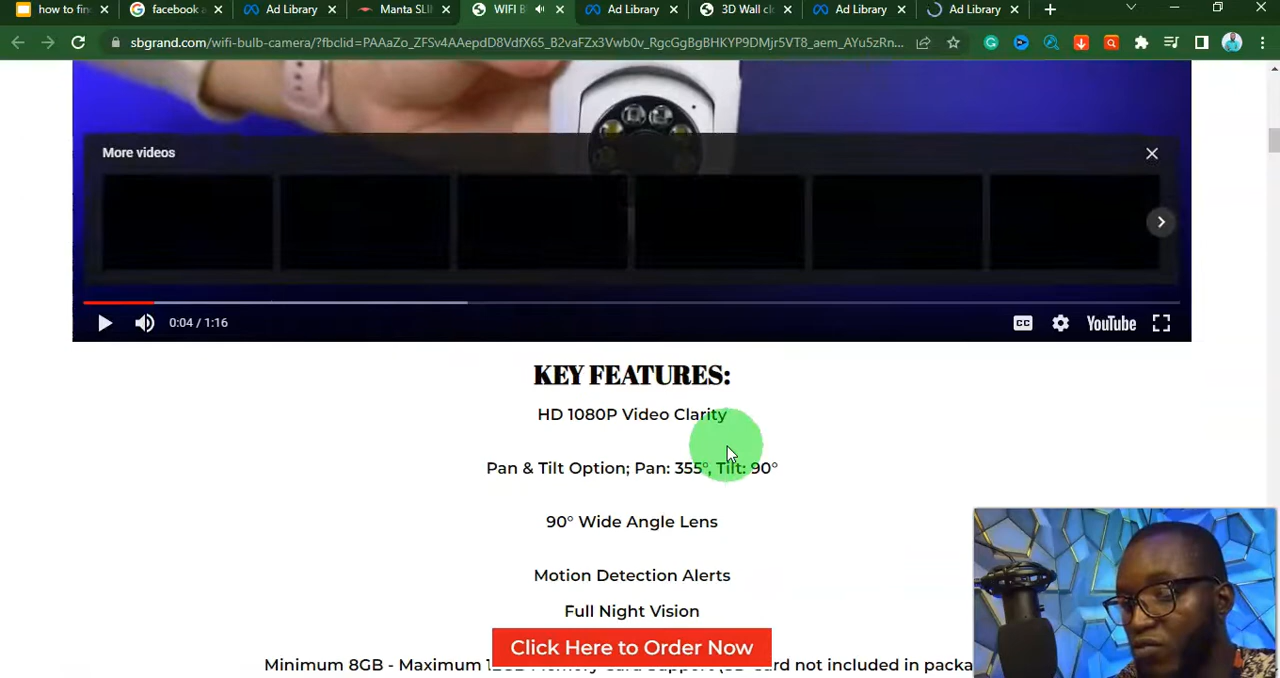 how to fin
facebook a
Ad Library
Manta SLI
WIFI B
Ad Library
3D Wall cl
Ad Library
Ad Library
sbgrand.com/wifi-bulb-camera/?fbclid=PAAaZo_ZFSv4AAepdD8VdfX65_B2vaFZx3Vwb0v_RgcGgBgBHKYP9DMjr5VT8_aem_AYu5zRn...
More videos
0:04 / 1:16
CC
YouTube
KEY FEATURES:
HD 1080P Video Clarity
Pan & Tilt Option; Pan: 355°, Tilt: 90°
90° Wide Angle Lens
Motion Detection Alerts
Full Night Vision
Click Here to Order Now
Minimum 8GB - Maximum Card not included in packa